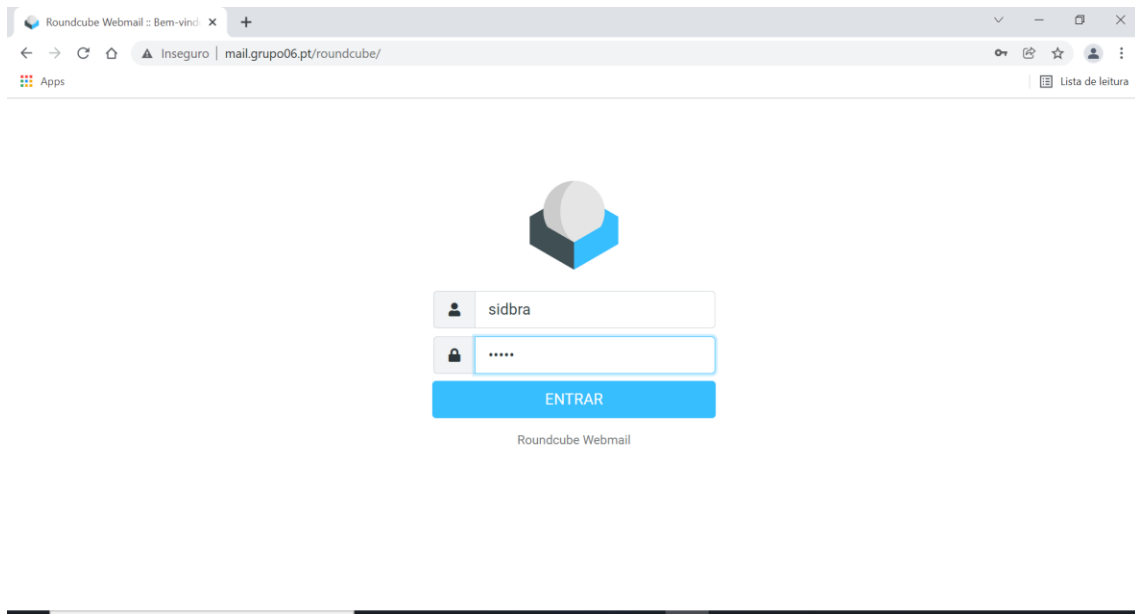 Roundcube Webmail :: Bem-vind
Inseguro | mail.grupo06.pt/roundcube/
Apps
Lista de leitura
sidbra
•••••
ENTRAR
Roundcube Webmail